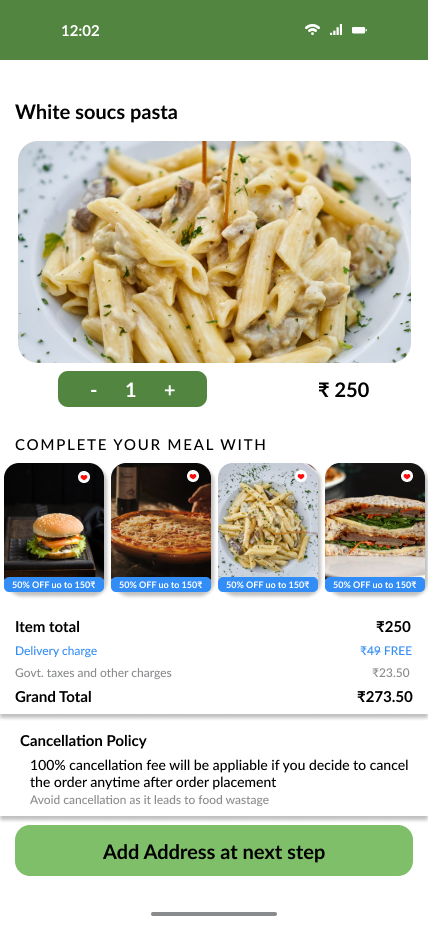 12:02
White soucs pasta
- 1 +
₹ 250
COMPLETE YOUR MEAL WITH
50% OFF uo to 150₹
50% OFF uo to 150₹
50% OFF uo to 150₹
50% OFF uo to 150₹
Item total ₹250
Delivery charge ₹49 FREE
Govt. taxes and other charges ₹23.50
Grand Total ₹273.50
Cancellation Policy
100% cancellation fee will be appliable if you decide to cancel
the order anytime after order placement
Avoid cancellation as it leads to food wastage
Add Address at next step